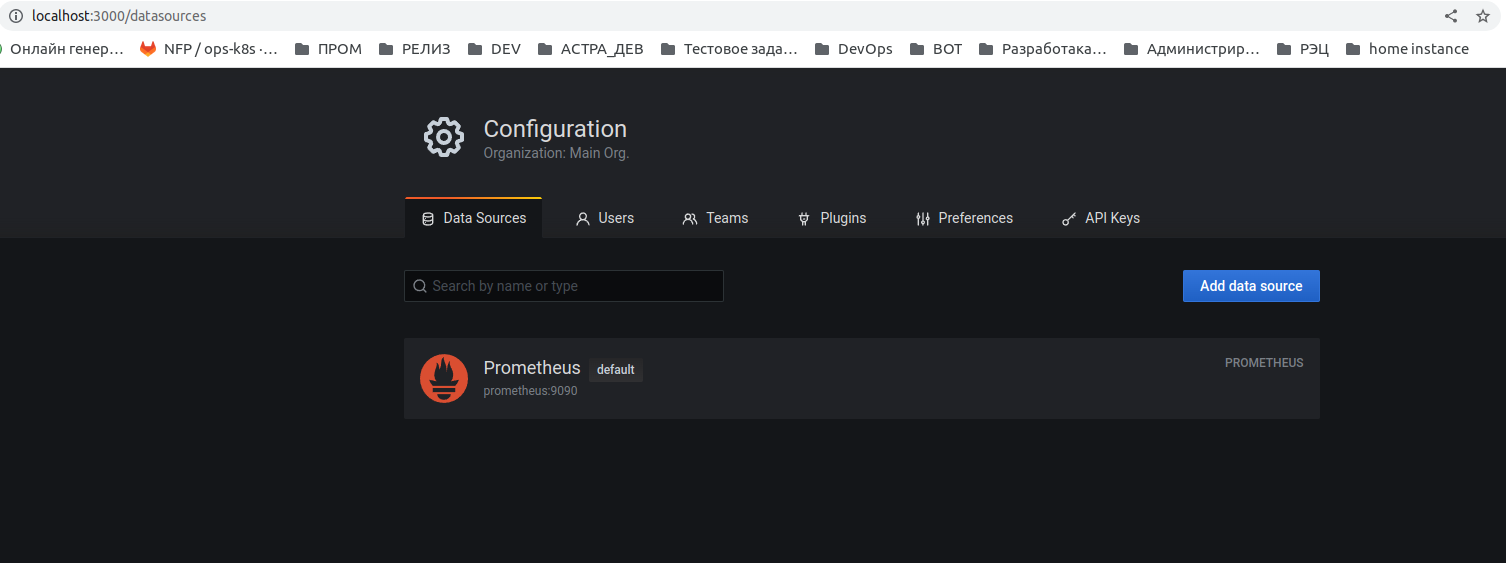 localhost:3000/datasources
Онлайн генер… NFP / ops-k8s ·… ПРОМ РЕЛИЗ DEV АСТРА_ДЕВ Тестовое зада… DevOps ВОТ Разработака… Администрир… РЭЦ home instance
Configuration
Organization: Main Org.
Data Sources Users Teams Plugins Preferences API Keys
Search by name or type Add data source
Prometheus default PROMETHEUS
prometheus:9090